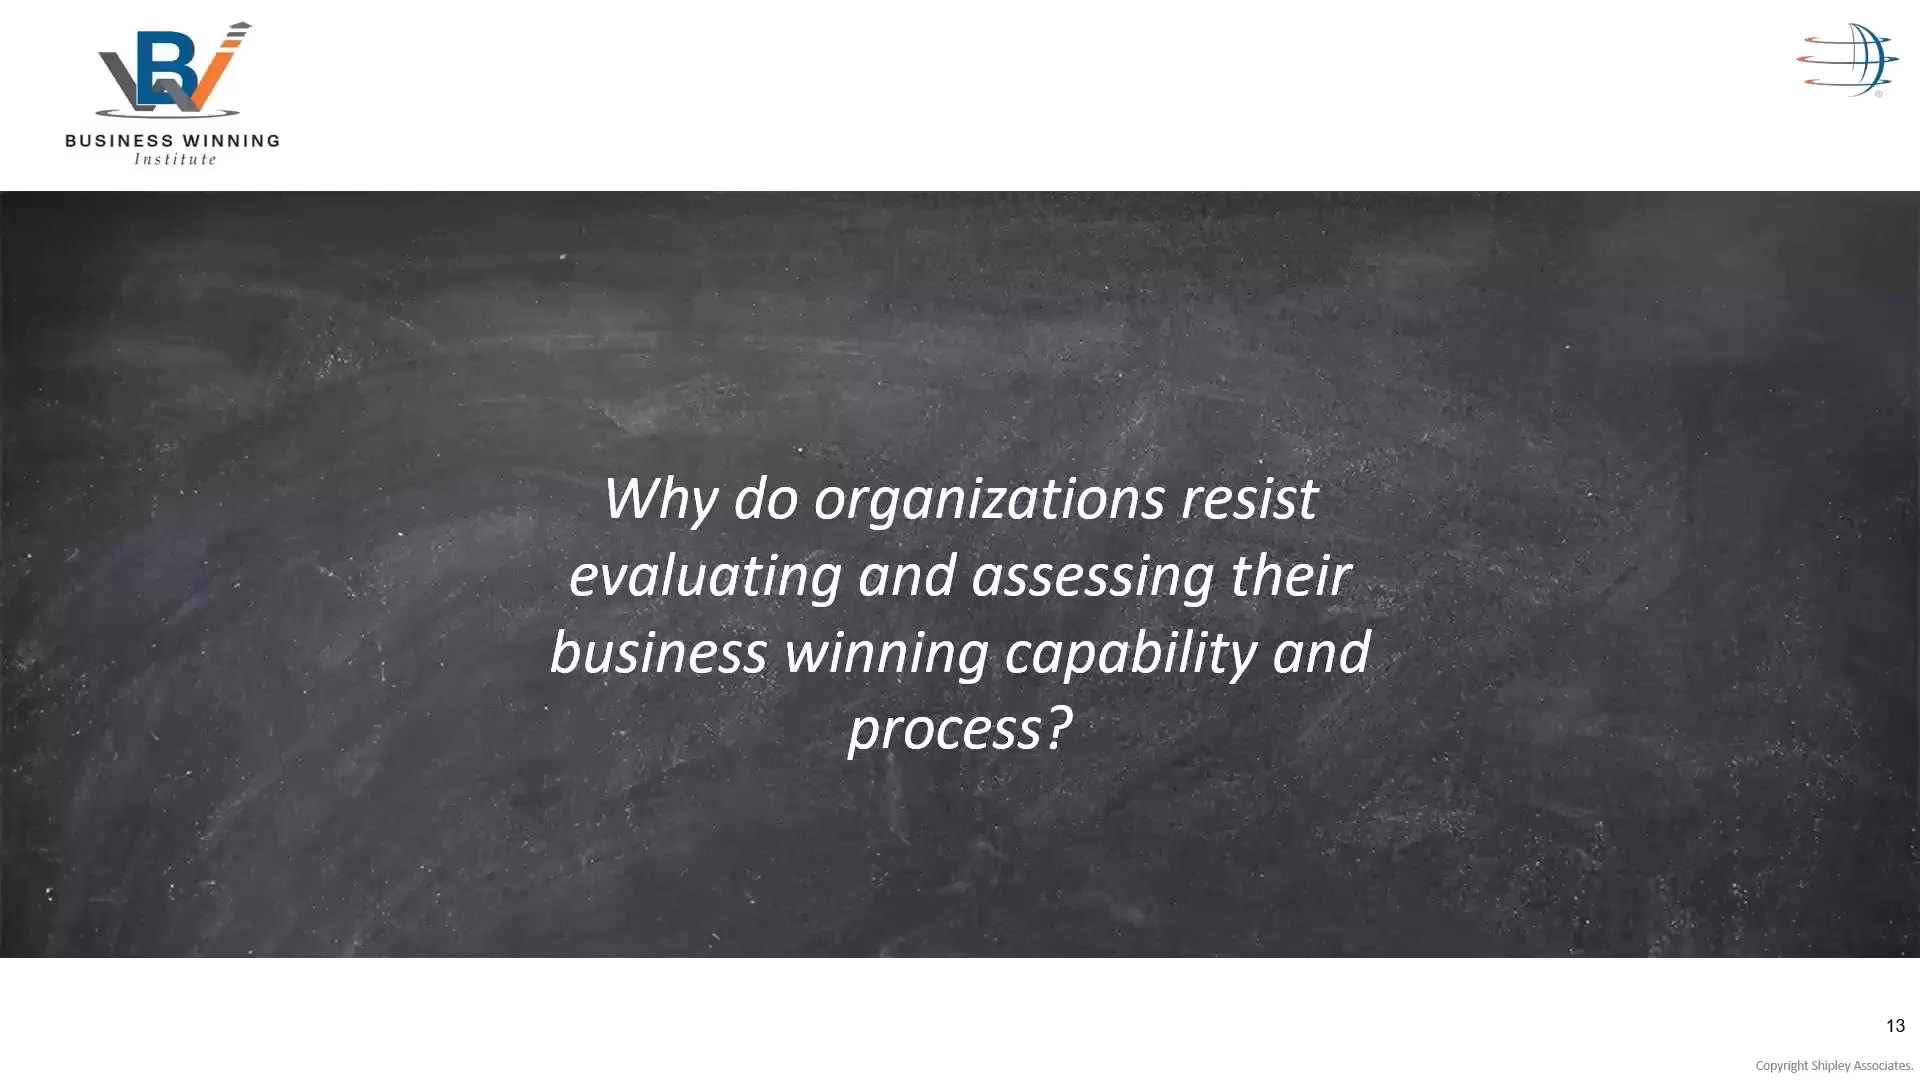 BUSINESS WINNING
Institute
Why do organizations resist
evaluating and assessing their
business winning capability and
process?
13
Copyright Shipley Associates.